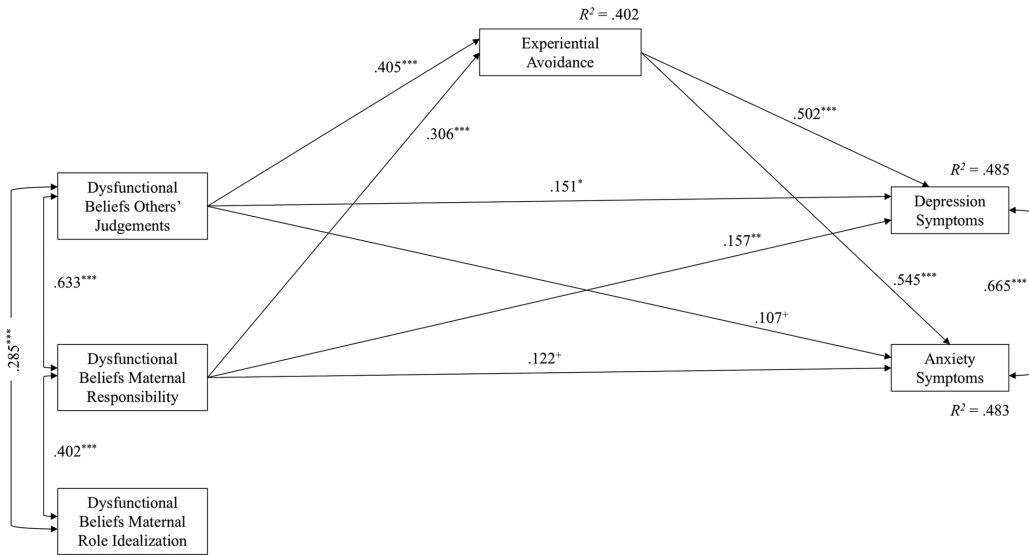 R² = .402
Experiential
Avoidance
.405***
.306***
.502***
R² = .485
Dysfunctional
Beliefs Others’
Judgements
.151*
Depression
Symptoms
.157**
.633***
.545***
.665***
.285***
.107+
.122+
Dysfunctional
Beliefs Maternal
Responsibility
Anxiety
Symptoms
R² = .483
.402***
Dysfunctional
Beliefs Maternal
Role Idealization